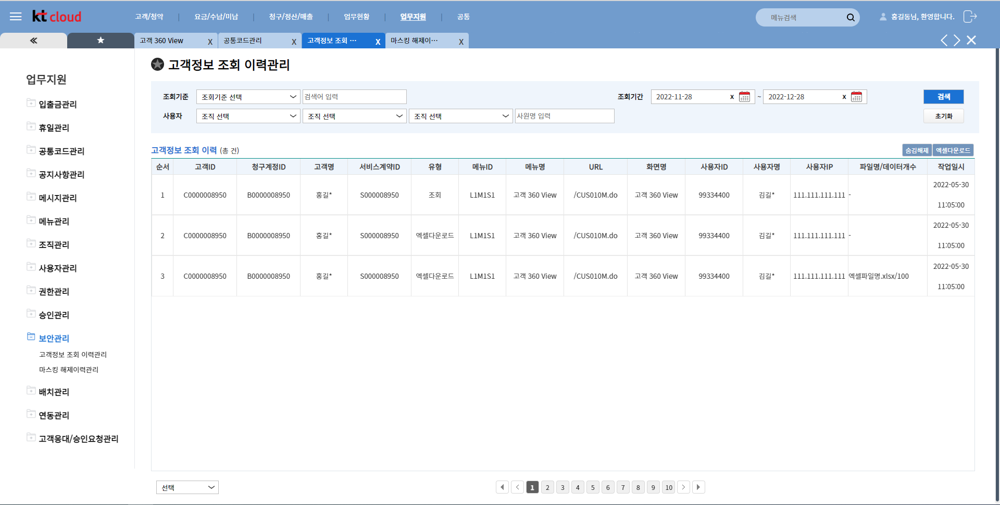 kt cloud
고객/청약 | 요금/수납/미납 | 청구/정산/매출 | 업무현황 | 업무지원 | 공통
메뉴검색
홍길동님, 환영합니다.
« ★ 고객 360 View X 공통코드관리 X 고객정보 조회 ··· X 마스킹 해제이··· X
업무지원
입출금관리
휴일관리
공통코드관리
공지사항관리
메시지관리
메뉴관리
조직관리
사용자관리
권한관리
승인관리
보안관리
고객정보 조회 이력관리
마스킹 해제이력관리
배치관리
연동관리
고객응대/승인요청관리
고객정보 조회 이력관리
조회기준 조회기준 선택 검색어 입력 조회기간 2022-11-28 x ~ 2022-12-28 x 검색
사용자 조직 선택 조직 선택 조직 선택 사원명 입력 초기화
고객정보 조회 이력 (총 건) 숨김해제 엑셀다운로드
순서 고객ID 청구계정ID 고객명 서비스계약ID 유형 메뉴ID 메뉴명 URL 화면명 사용자ID 사용자명 사용자IP 파일명/데이터개수 작업일시
1 C0000008950 B0000008950 홍길* S000008950 조회 L1M1S1 고객 360 View /CUS010M.do 고객 360 View 99334400 김길* 111.111.111.111 - 2022-05-30 11:05:00
2 C0000008950 B0000008950 홍길* S000008950 엑셀다운로드 L1M1S1 고객 360 View /CUS010M.do 고객 360 View 99334400 김길* 111.111.111.111 - 2022-05-30 11:05:00
3 C0000008950 B0000008950 홍길* S000008950 엑셀다운로드 L1M1S1 고객 360 View /CUS010M.do 고객 360 View 99334400 김길* 111.111.111.111 엑셀파일명.xlsx/100 2022-05-30 11:05:00
선택
1 2 3 4 5 6 7 8 9 10